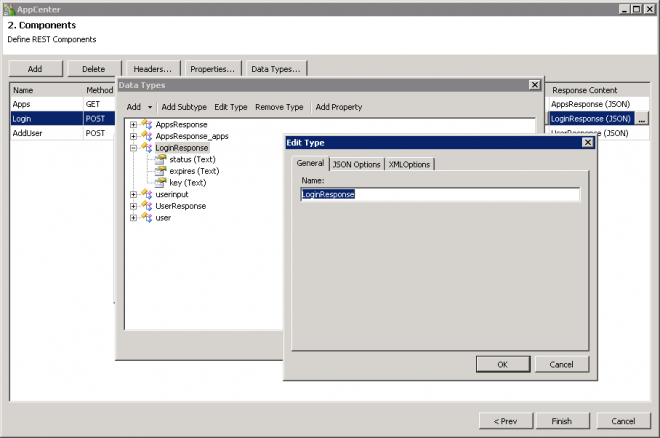 AppCenter
2. Components
Define REST Components
Add Delete Headers... Properties... Data Types...
Name Method Response Content
Apps GET AppsResponse (JSON)
Login POST LoginResponse (JSON) ...
AddUser POST UserResponse (JSON)
Data Types
Add Add Subtype Edit Type Remove Type Add Property
AppsResponse
AppsResponse_apps
LoginResponse
status (Text)
expires (Text)
key (Text)
userinput
UserResponse
user
Edit Type
General JSON Options XMLOptions
Name:
LoginResponse
OK Cancel
< Prev Finish Cancel